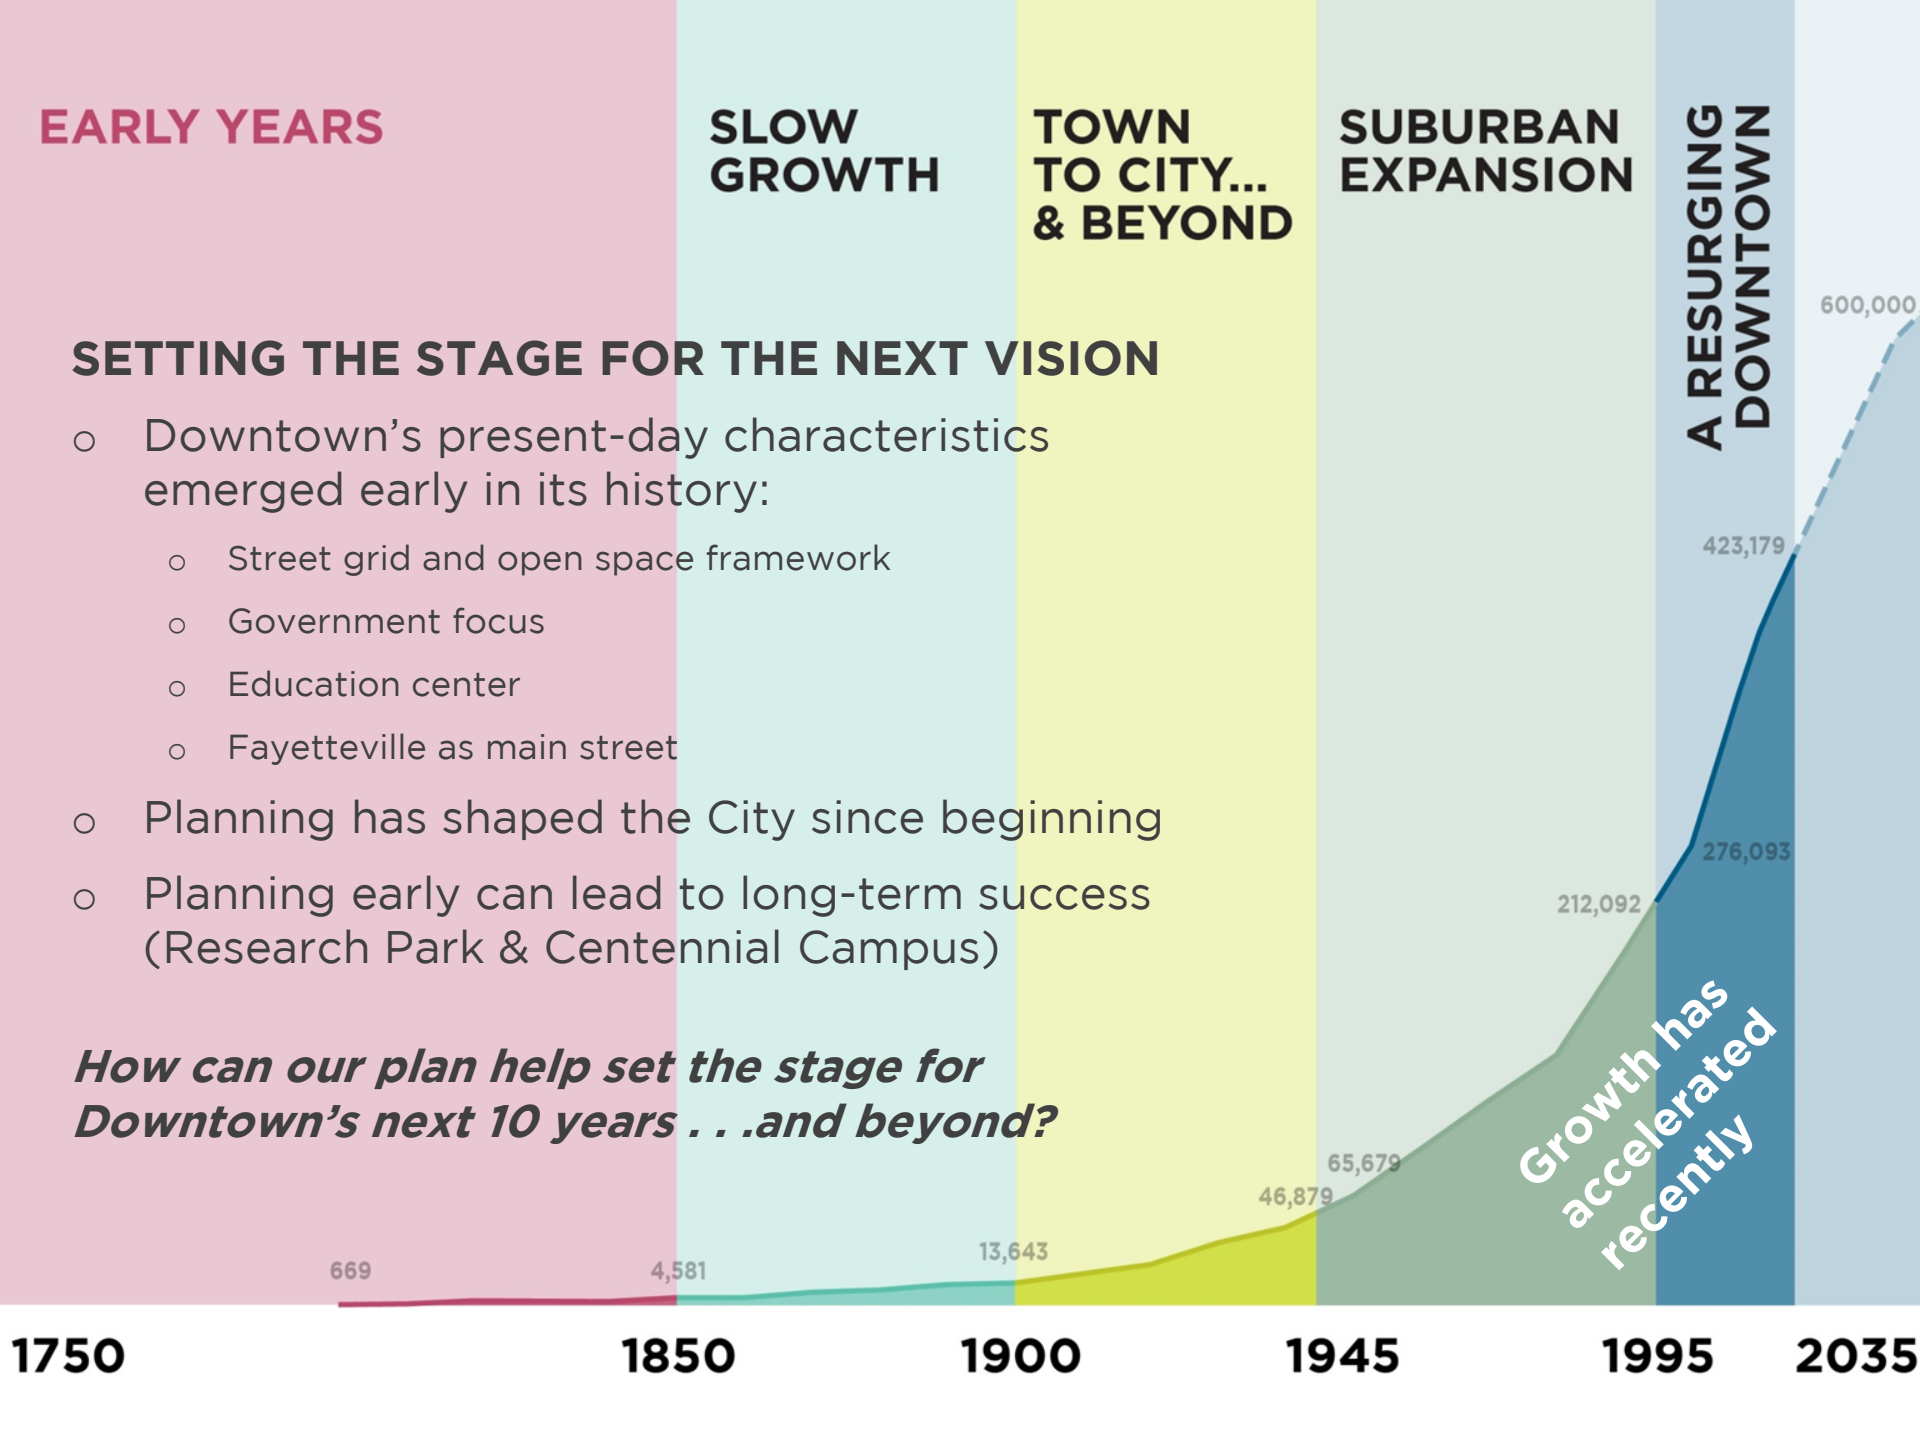 EARLY YEARS
SLOW
GROWTH
TOWN
TO CITY...
& BEYOND
SUBURBAN
EXPANSION
A RESURGING
DOWNTOWN
600,000
SETTING THE STAGE FOR THE NEXT VISION
o Downtown’s present-day characteristics
emerged early in its history:
o Street grid and open space framework
o Government focus
o Education center
o Fayetteville as main street
o Planning has shaped the City since beginning
o Planning early can lead to long-term success
(Research Park & Centennial Campus)
How can our plan help set the stage for
Downtown’s next 10 years . . .and beyond?
423,179
276,093
212,092
Growth has
accelerated
recently
65,679
46,879
13,643
4,581
669
1750 1850 1900 1945 1995 2035